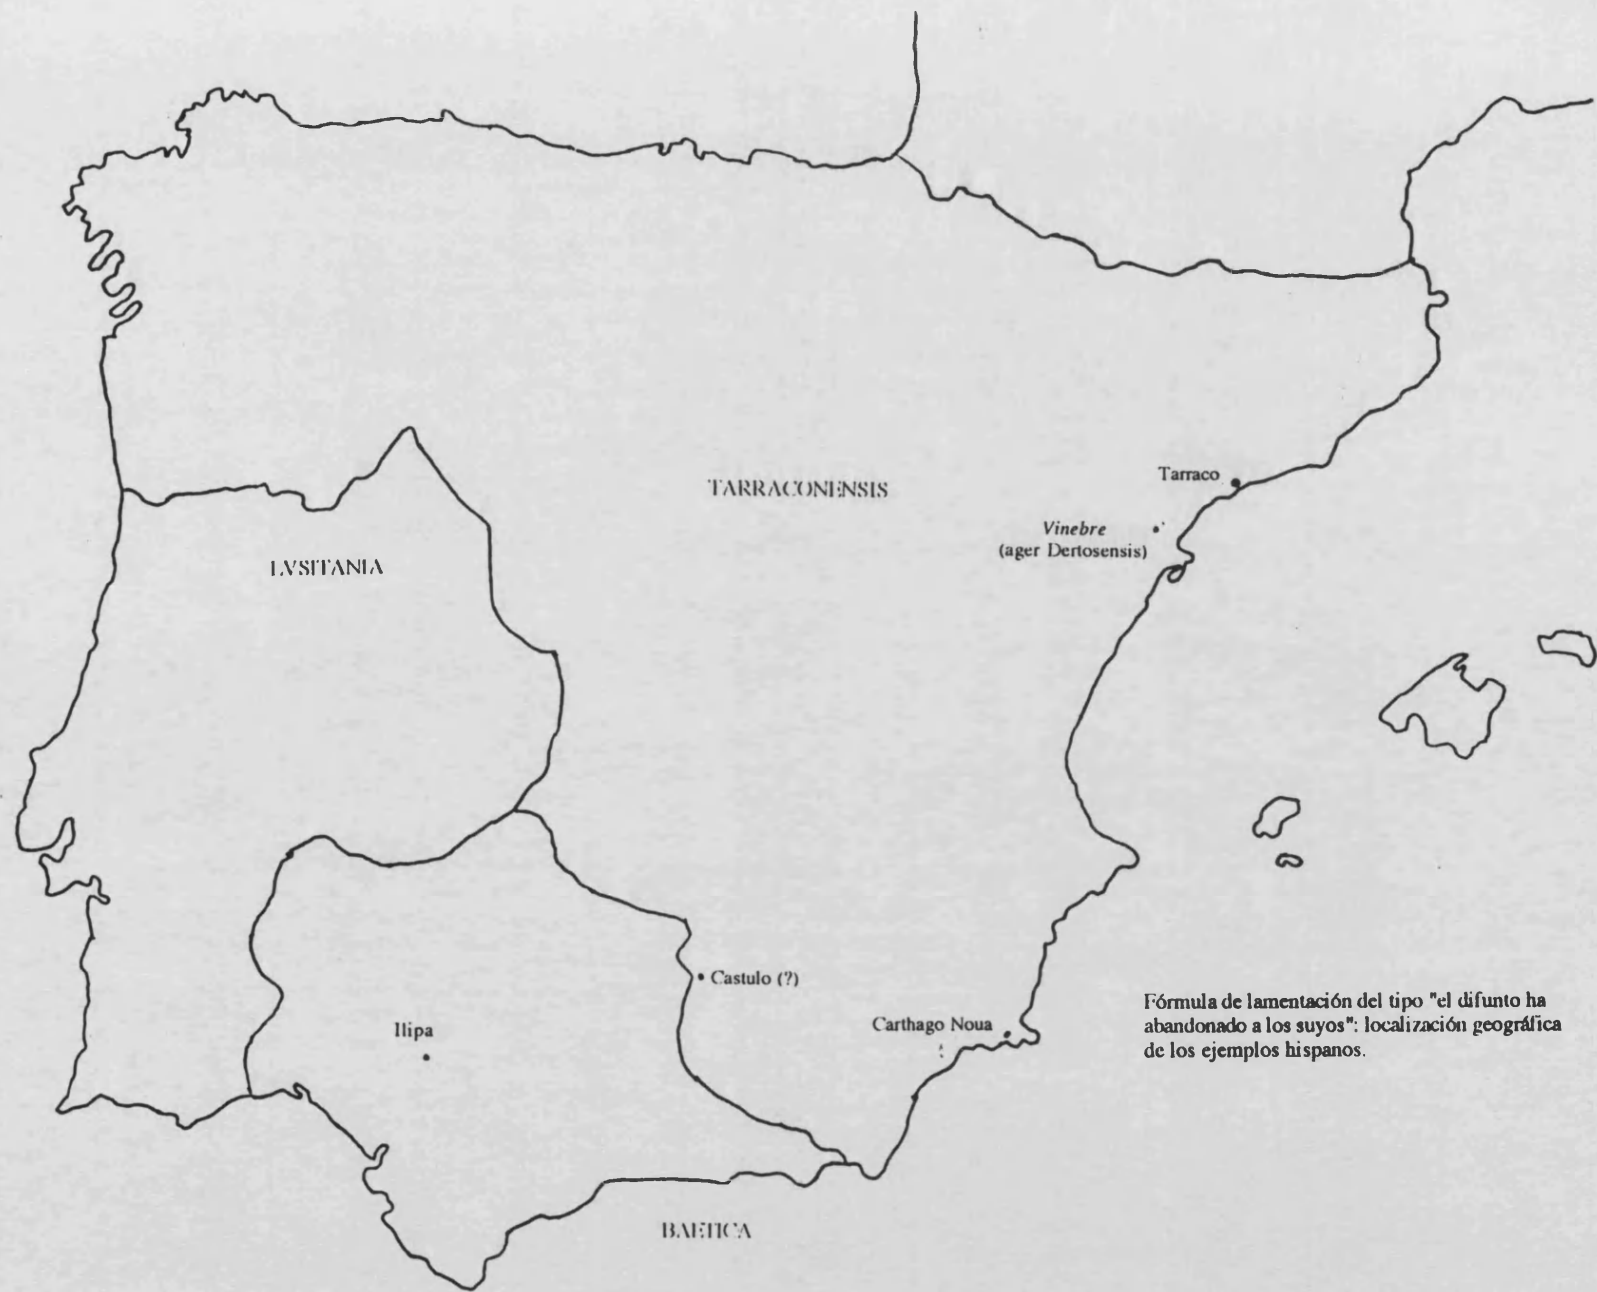 TARRACONENSIS
Tarraco
Vinebre
(ager Dertosensis)
LVSITANIA
Castulo (?)
Ilipa
Carthago Noua
Fórmula de lamentación del tipo "el difunto ha
abandonado a los suyos": localización geográfica
de los ejemplos hispanos.
BAETICA